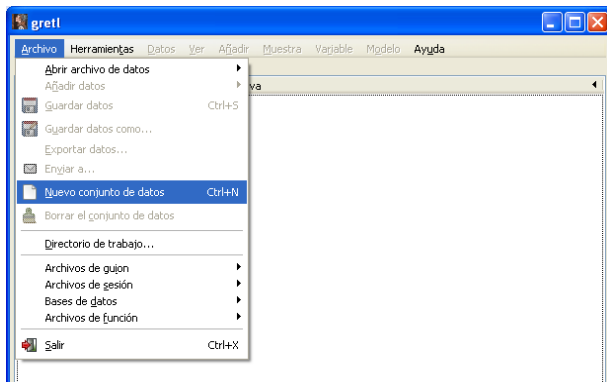 gretl
Archivo Herramientas Datos Ver Añadir Muestra Variable Modelo Ayuda
Abrir archivo de datos
Añadir datos
va
Guardar datos Ctrl+S
Guardar datos como...
Exportar datos...
Enviar a...
Nuevo conjunto de datos Ctrl+N
Borrar el conjunto de datos
Directorio de trabajo...
Archivos de guion
Archivos de sesión
Bases de datos
Archivos de función
Salir Ctrl+X